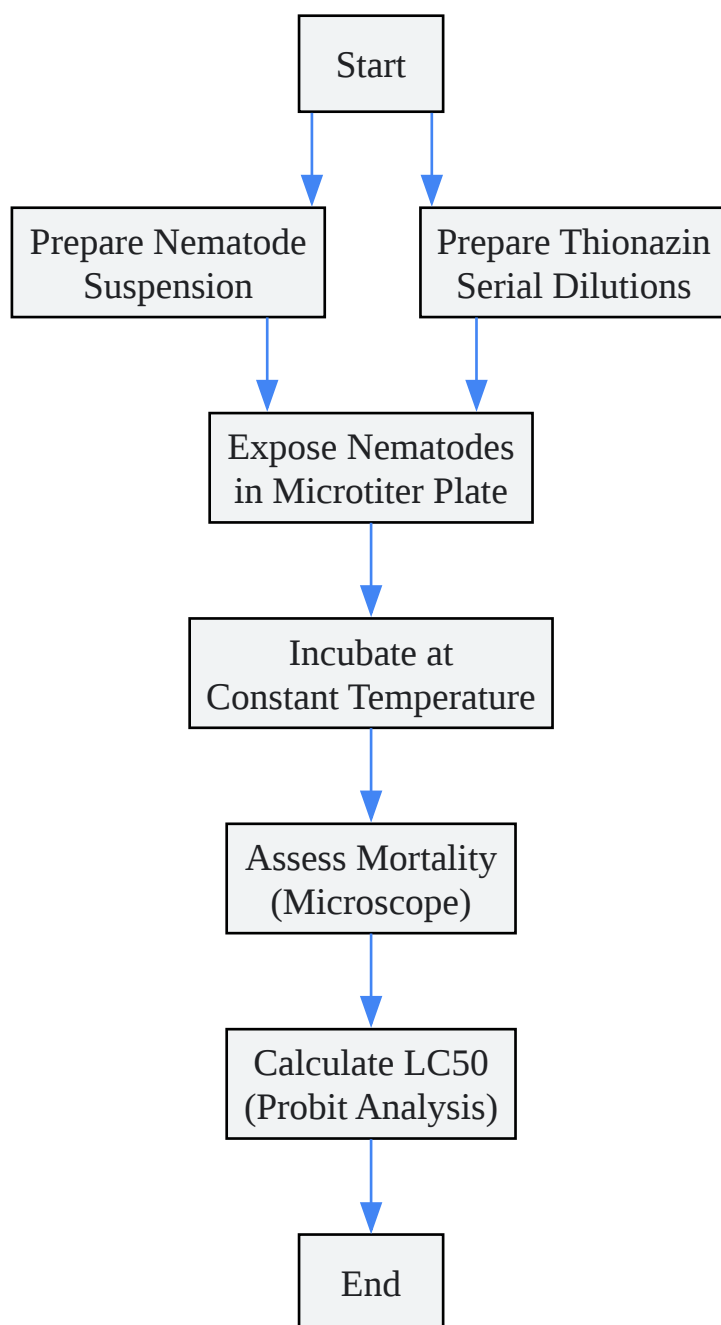 Start
Prepare Nematode
Suspension
Prepare Thionazin
Serial Dilutions
Expose Nematodes
in Microtiter Plate
Incubate at
Constant Temperature
Assess Mortality
(Microscope)
Calculate LC50
(Probit Analysis)
End